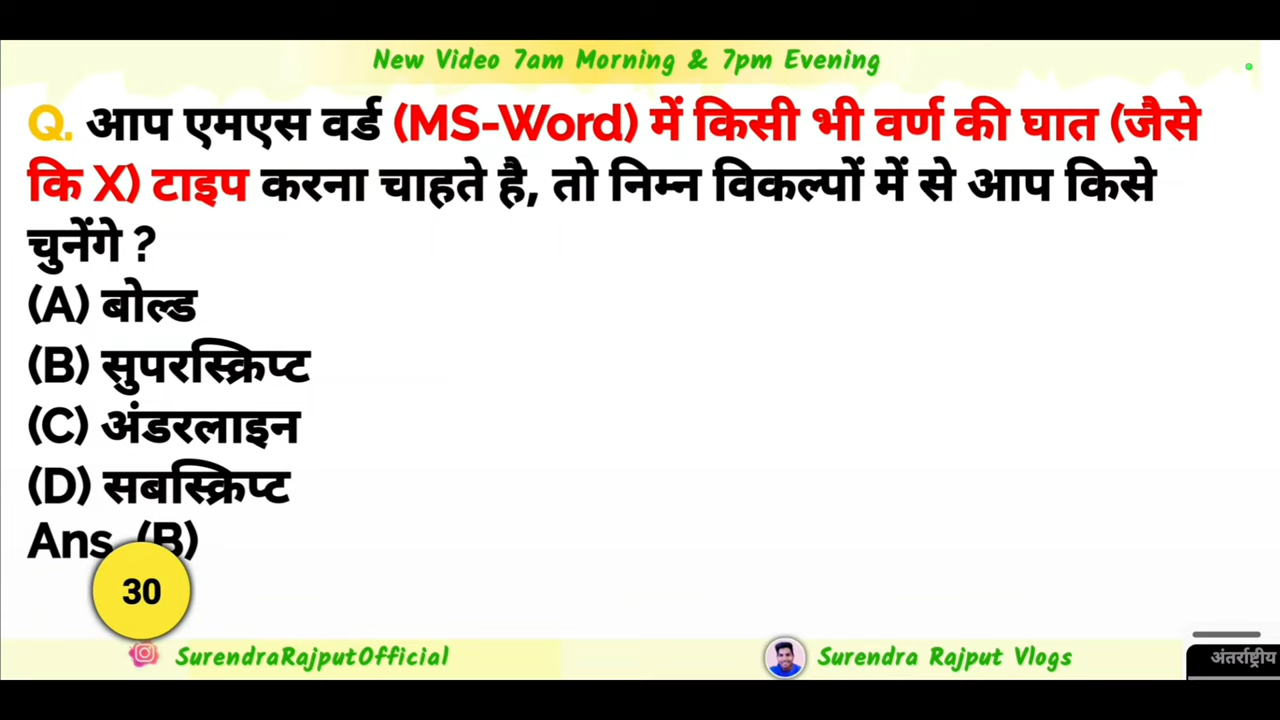 New Video 7am Morning & 7pm Evening
Q. आप एमएस वर्ड (MS-Word) में किसी भी वर्ण की घात (जैसे
कि X) टाइप करना चाहते है, तो निम्न विकल्पों में से आप किसे
चुनेंगे ?
(A) बोल्ड
(B) सुपरस्क्रिप्ट
(C) अंडरलाइन
(D) सबस्क्रिप्ट
Ans. (B)
30
SurendraRajputOfficial
Surendra Rajput Vlogs
अंतर्राष्ट्रीय